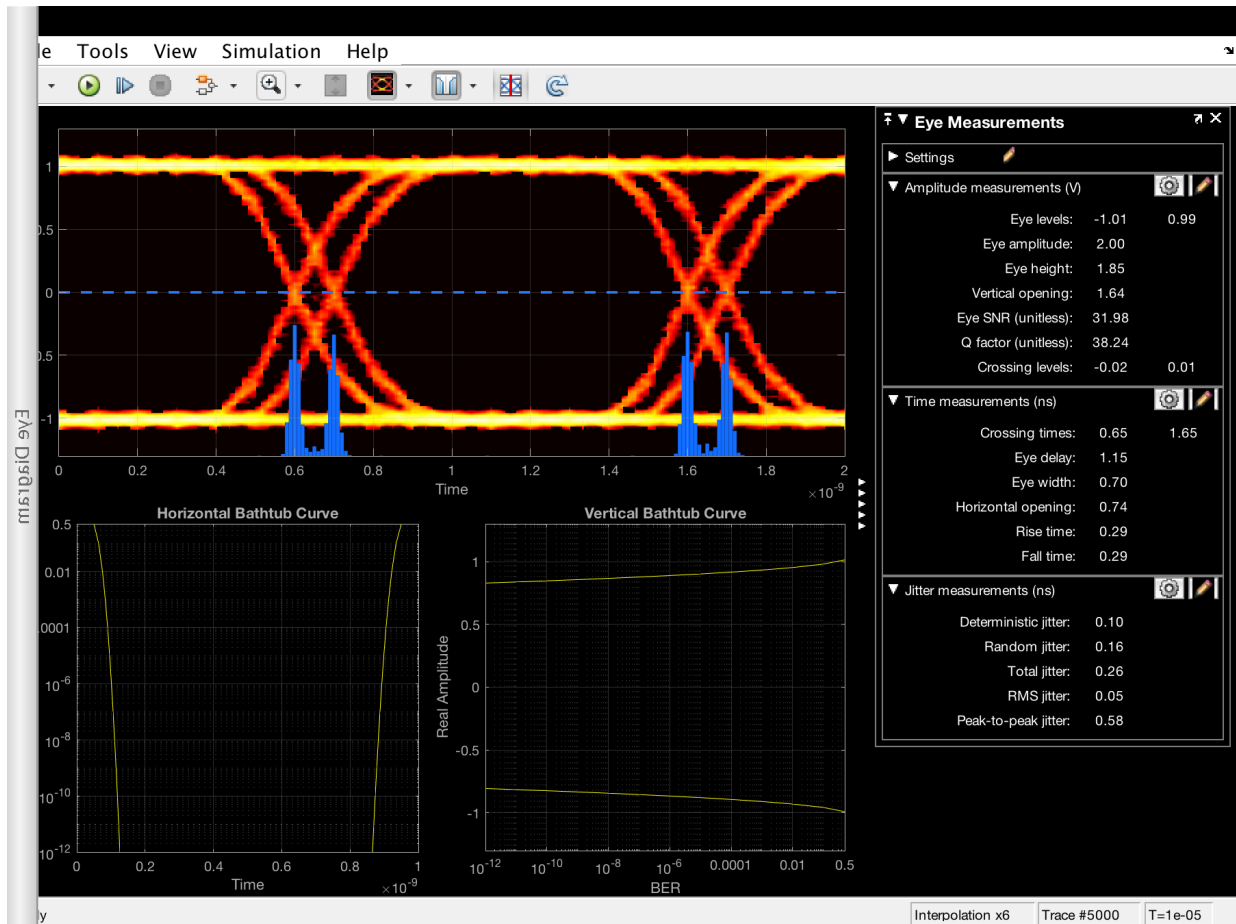 le Tools View Simulation Help
Eye Diagram
Eye Measurements
Settings
Amplitude measurements (V)
Eye levels: -1.01 0.99
Eye amplitude: 2.00
Eye height: 1.85
Vertical opening: 1.64
Eye SNR (unitless): 31.98
Q factor (unitless): 38.24
Crossing levels: -0.02 0.01
Time measurements (ns)
Crossing times: 0.65 1.65
Eye delay: 1.15
Eye width: 0.70
Horizontal opening: 0.74
Rise time: 0.29
Fall time: 0.29
Jitter measurements (ns)
Deterministic jitter: 0.10
Random jitter: 0.16
Total jitter: 0.26
RMS jitter: 0.05
Peak-to-peak jitter: 0.58
1
0.5
0
0.5
-1
0 0.2 0.4 0.6 0.8 1 1.2 1.4 1.6 1.8 2
Time
×10^-9
Horizontal Bathtub Curve
0.5
0.01
0.0001
10^-6
10^-8
10^-10
10^-12
0 0.2 0.4 0.6 0.8 1
Time
×10^-9
Vertical Bathtub Curve
Real Amplitude
1
0.5
0
-0.5
-1
10^-12 10^-10 10^-8 10^-6 0.0001 0.01 0.5
BER
Interpolation x6 Trace #5000 T=1e-05